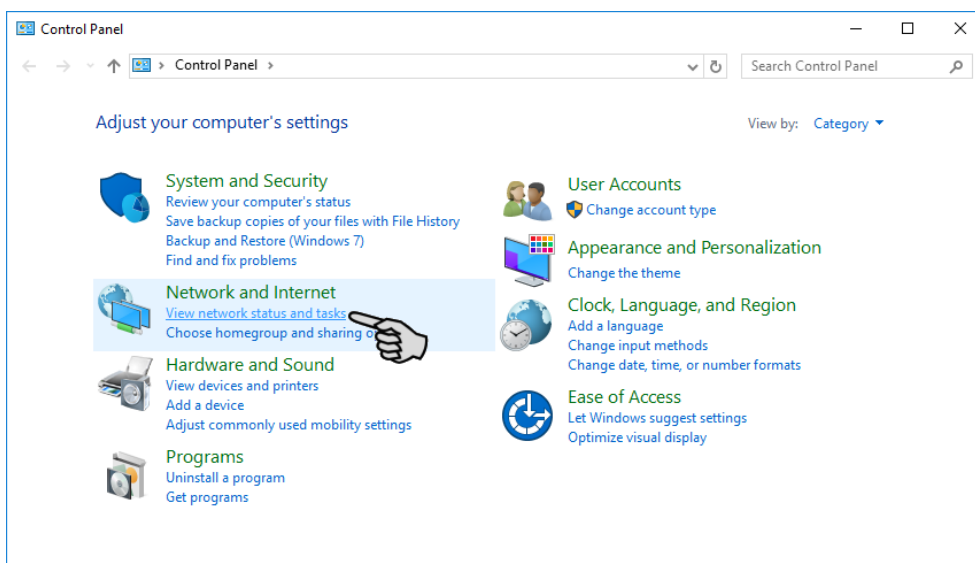 Control Panel
Control Panel
Search Control Panel
Adjust your computer's settings
View by: Category
System and Security
Review your computer's status
Save backup copies of your files with File History
Backup and Restore (Windows 7)
Find and fix problems
Network and Internet
View network status and tasks
Choose homegroup and sharing
Hardware and Sound
View devices and printers
Add a device
Adjust commonly used mobility settings
Programs
Uninstall a program
Get programs
User Accounts
Change account type
Appearance and Personalization
Change the theme
Clock, Language, and Region
Add a language
Change input methods
Change date, time, or number formats
Ease of Access
Let Windows suggest settings
Optimize visual display